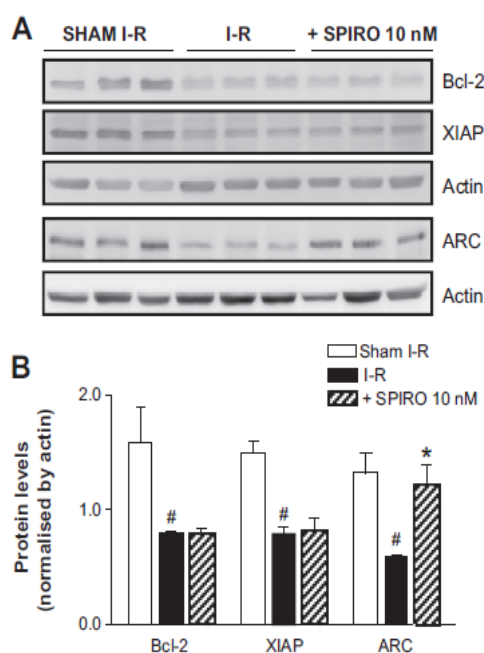 A
SHAM I-R I-R + SPIRO 10 nM
Bcl-2
XIAP
Actin
ARC
Actin
B
Sham I-R
I-R
+ SPIRO 10 nM
Protein levels
(normalised by actin)
2.0
1.0
0.0
# # # *
Bcl-2 XIAP ARC